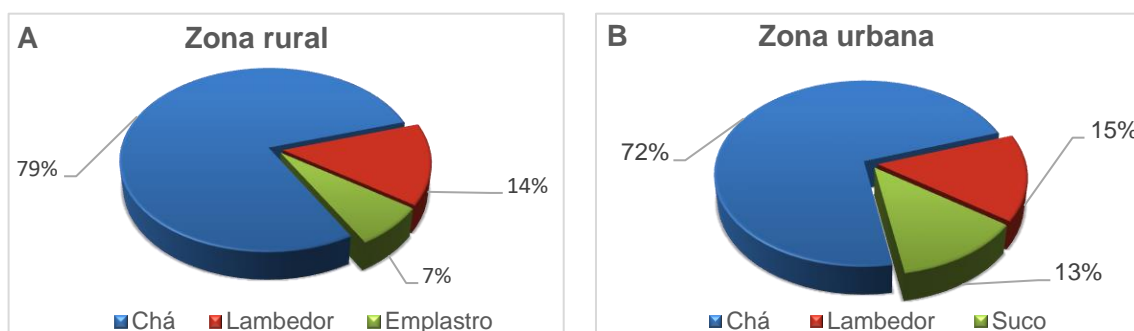 A
Zona rural
79%
14%
7%
Chá Lambedor Emplastro
B
Zona urbana
72%
15%
13%
Chá Lambedor Suco